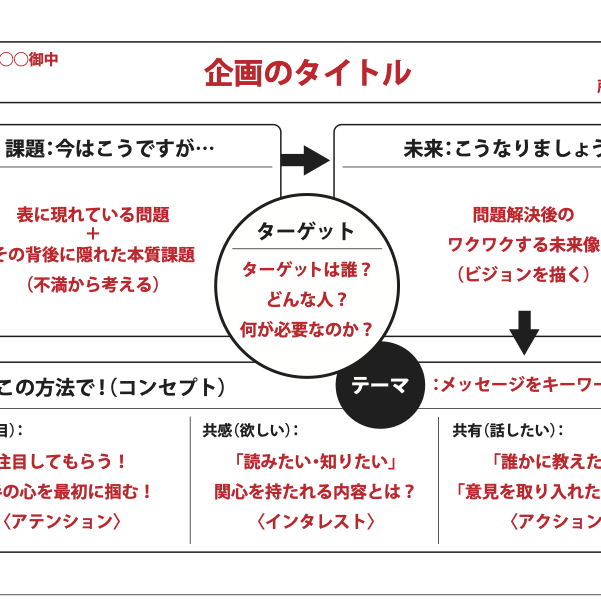 〇〇御中
企画のタイトル
課題：今はこうですが…
未来：こうなりましょう
表に現れている問題
＋
その背後に隠れた本質課題
（不満から考える）
ターゲット
ターゲットは誰？
どんな人？
何が必要なのか？
問題解決後の
ワクワクする未来像
（ビジョンを描く）
この方法で！（コンセプト）
テーマ
：メッセージをキーワー
目）：
注目してもらう！
の心を最初に掴む！
〈アテンション〉
共感（欲しい）：
「読みたい・知りたい」
関心を持たれる内容とは？
〈インタレスト〉
共有（話したい）：
「誰かに教えた
「意見を取り入れた
〈アクション